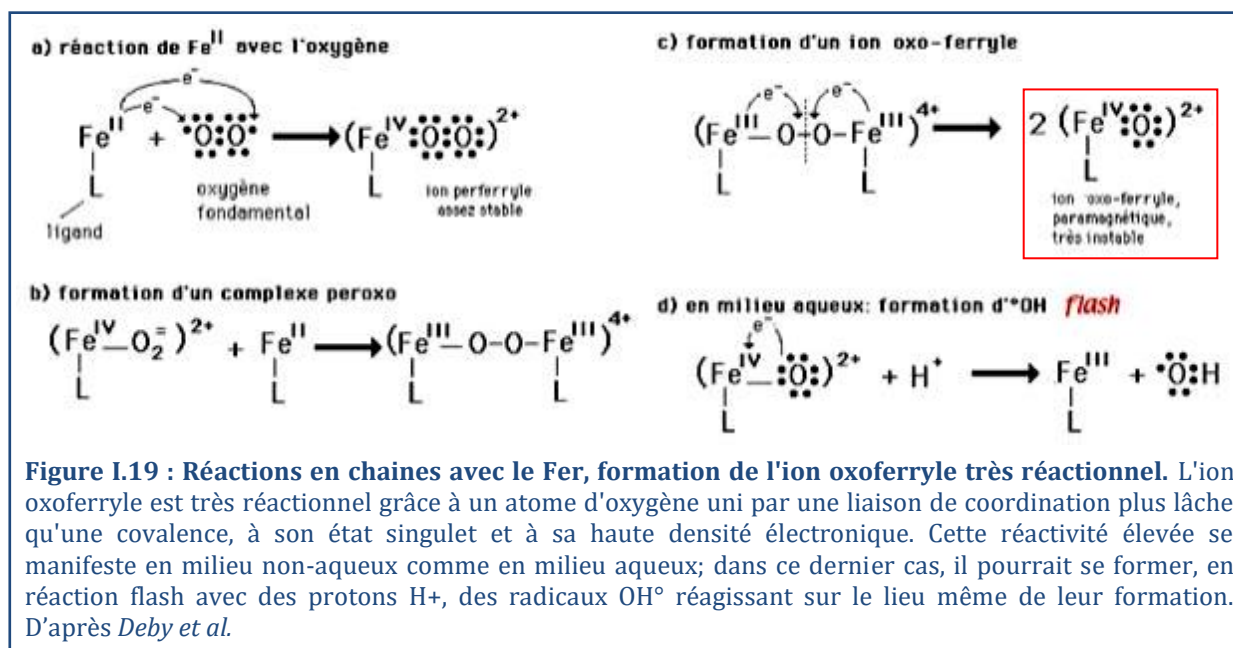 a) réaction de Fe^II avec l'oxygène
e⁻
e⁻
Fe^II + •O O• → (Fe^IV O O)²⁺
L
L
ligand
oxygène
fondamental
ion perferryle
assez stable
b) formation d'un complexe peroxo
(Fe^IV — O₂⁼)²⁺ + Fe^II → (Fe^III — O-O-Fe^III)⁴⁺
L L L L
c) formation d'un ion oxo-ferryle
e⁻ e⁻
(Fe^III — O+O-Fe^III)⁴⁺ → 2 (Fe^IV :O:)²⁺
L L L
ion oxo-ferryle,
paramagnétique,
très instable
d) en milieu aqueux: formation d'•OH flash
e⁻
(Fe^IV — :O:)²⁺ + H⁺ → Fe^III + •O:H
L L
Figure I.19 : Réactions en chaines avec le Fer, formation de l'ion oxoferryle très réactionnel. L'ion
oxoferryle est très réactionnel grâce à un atome d'oxygène uni par une liaison de coordination plus lâche
qu'une covalence, à son état singulet et à sa haute densité électronique. Cette réactivité élevée se
manifeste en milieu non-aqueux comme en milieu aqueux; dans ce dernier cas, il pourrait se former, en
réaction flash avec des protons H+, des radicaux OH° réagissant sur le lieu même de leur formation.
D'après Deby et al.